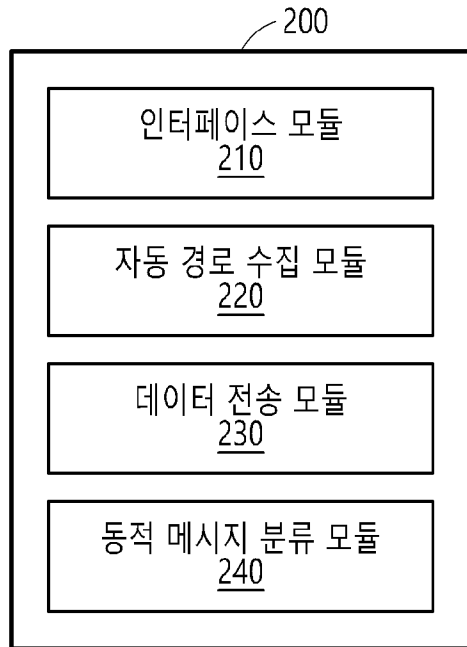 200
인터페이스 모듈
210
자동 경로 수집 모듈
220
데이터 전송 모듈
230
동적 메시지 분류 모듈
240